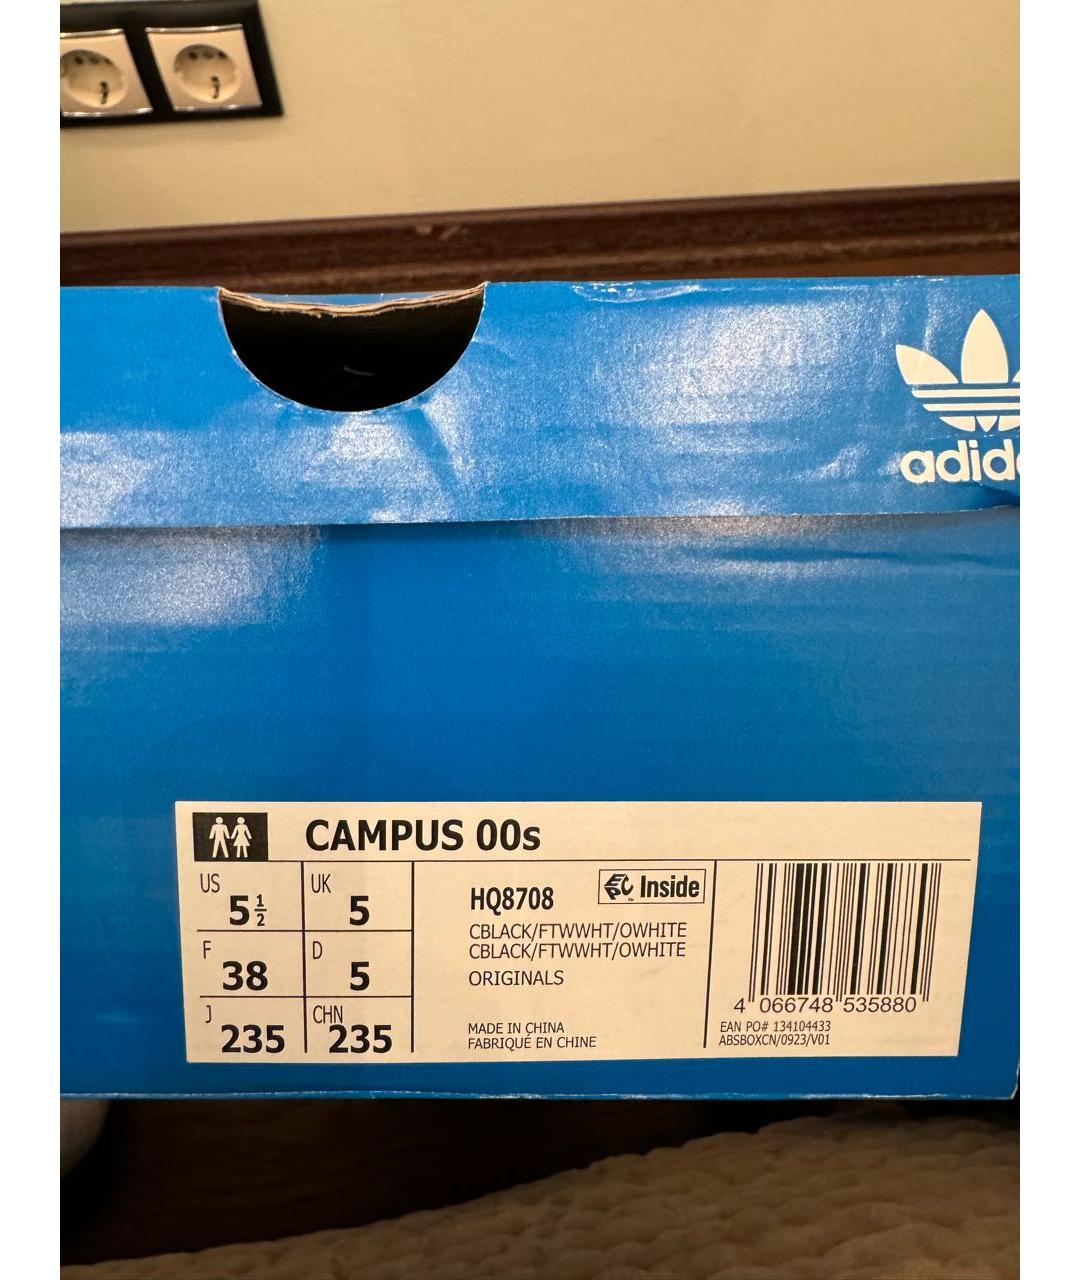 adid
CAMPUS 00s
US 5 1/2
UK 5
F 38
D 5
J 235
CHN 235
HQ8708
Inside
CBLACK/FTWWHT/OWHITE
CBLACK/FTWWHT/OWHITE
ORIGINALS
MADE IN CHINA
FABRIQUÉ EN CHINE
4 066748 535880
EAN PO# 134104433
ABSBOXCN/0923/V01